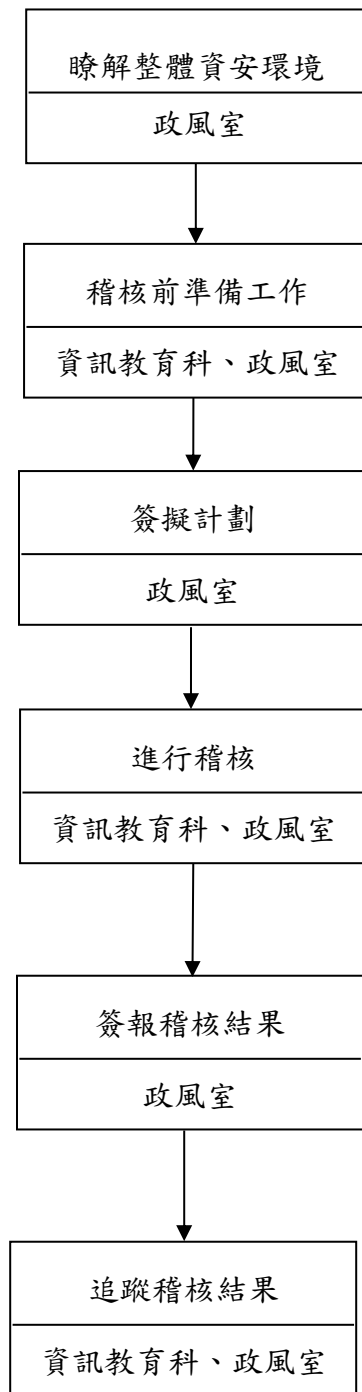 瞭解整體資安環境
政風室
稽核前準備工作
資訊教育科、政風室
簽擬計劃
政風室
進行稽核
資訊教育科、政風室
簽報稽核結果
政風室
追蹤稽核結果
資訊教育科、政風室